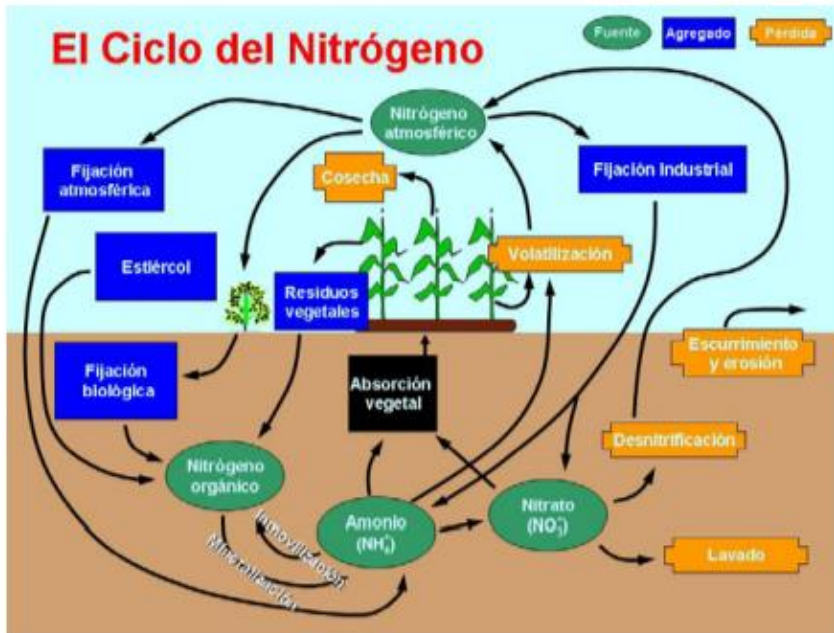 El Ciclo del Nitrógeno
Fuente
Agregado
Pérdida
Nitrógeno
atmosférico
Fijación
atmosférica
Cosecha
Fijación Industrial
Estiércol
Volatilización
Residuos
vegetales
Escurrimiento
y erosión
Fijación
biológica
Absorción
vegetal
Desnitrificación
Nitrógeno
orgánico
Inmovilización
Mineralización
Amonio
(NH₄⁺)
Nitrato
(NO₃⁻)
Lavado